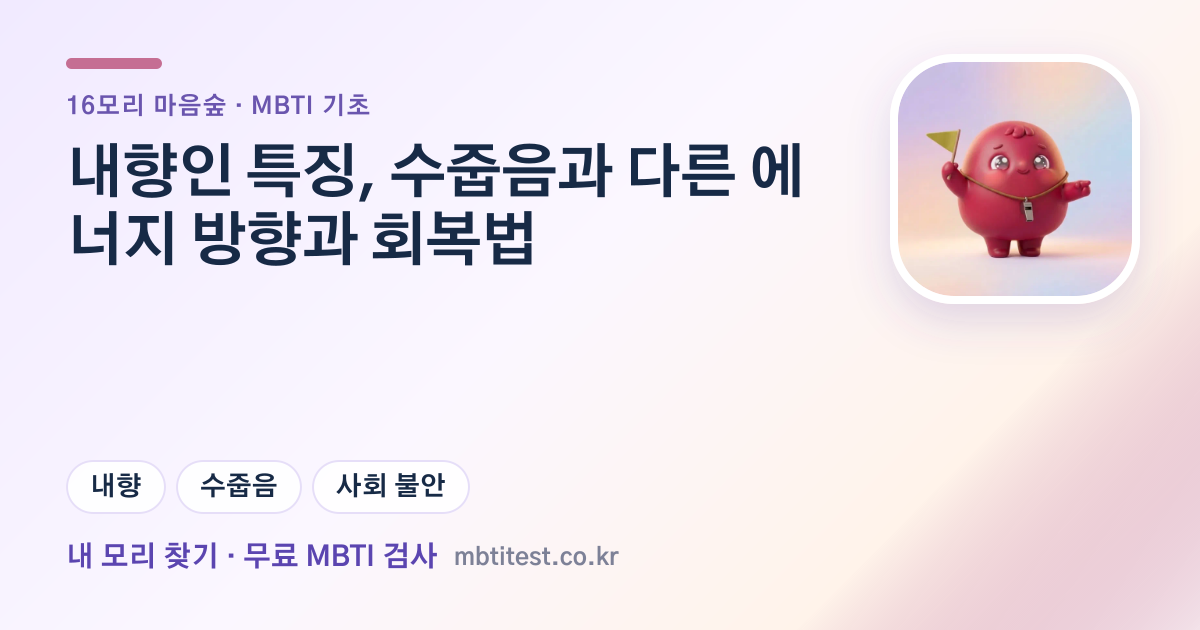 16모리 마음숲 · MBTI 기초
내향인 특징, 수줍음과 다른 에
너지 방향과 회복법
내향
수줍음
사회 불안
내 모리 찾기 · 무료 MBTI 검사 mbtitest.co.kr